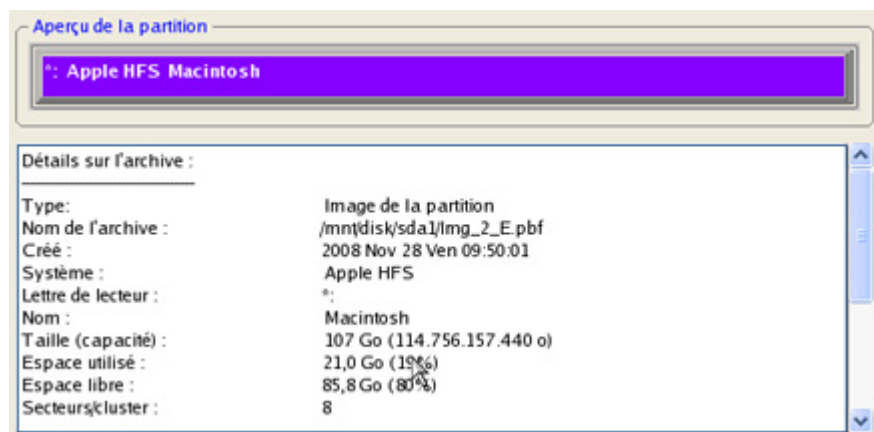 Aperçu de la partition
*: Apple HFS Macintosh
Détails sur l'archive :
Type: Image de la partition
Nom de l'archive : /mnt/disk/sda1/Img_2_E.pbf
Créé : 2008 Nov 28 Ven 09:50:01
Système : Apple HFS
Lettre de lecteur : *:
Nom : Macintosh
Taille (capacité) : 107 Go (114.756.157.440 o)
Espace utilisé : 21,0 Go (19%)
Espace libre : 85,8 Go (80%)
Secteurs/cluster : 8